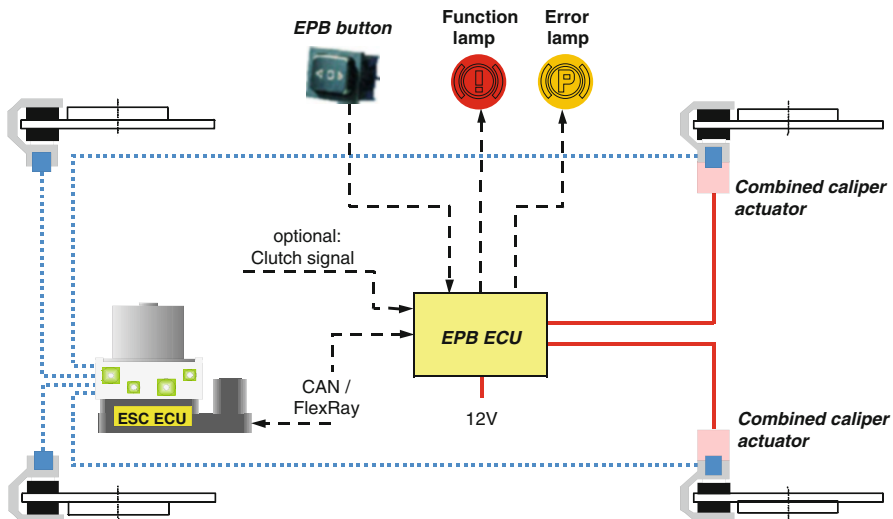 EPB button
Function
lamp
Error
lamp
!
P
Combined caliper
actuator
optional:
Clutch signal
EPB ECU
CAN /
FlexRay
12V
ESC ECU
Combined caliper
actuator